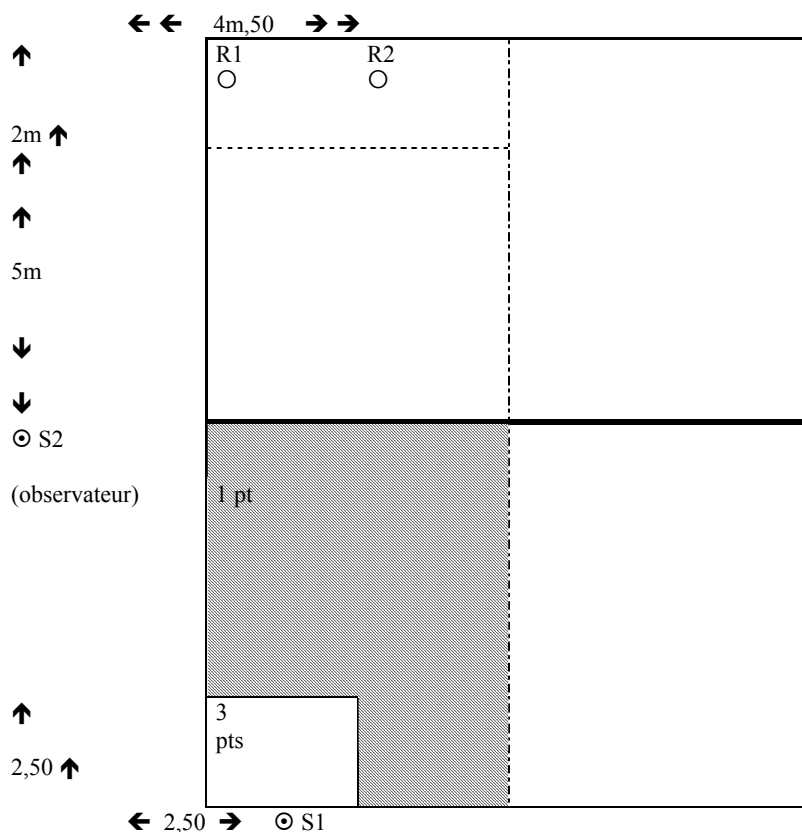 ← ← 4m,50 → →
↑ R1 R2
2m ↑
↑
↑
5m
↓
↓
S2
(observateur) 1 pt
↑ 3
pts
2,50 ↑
← 2,50 → S1